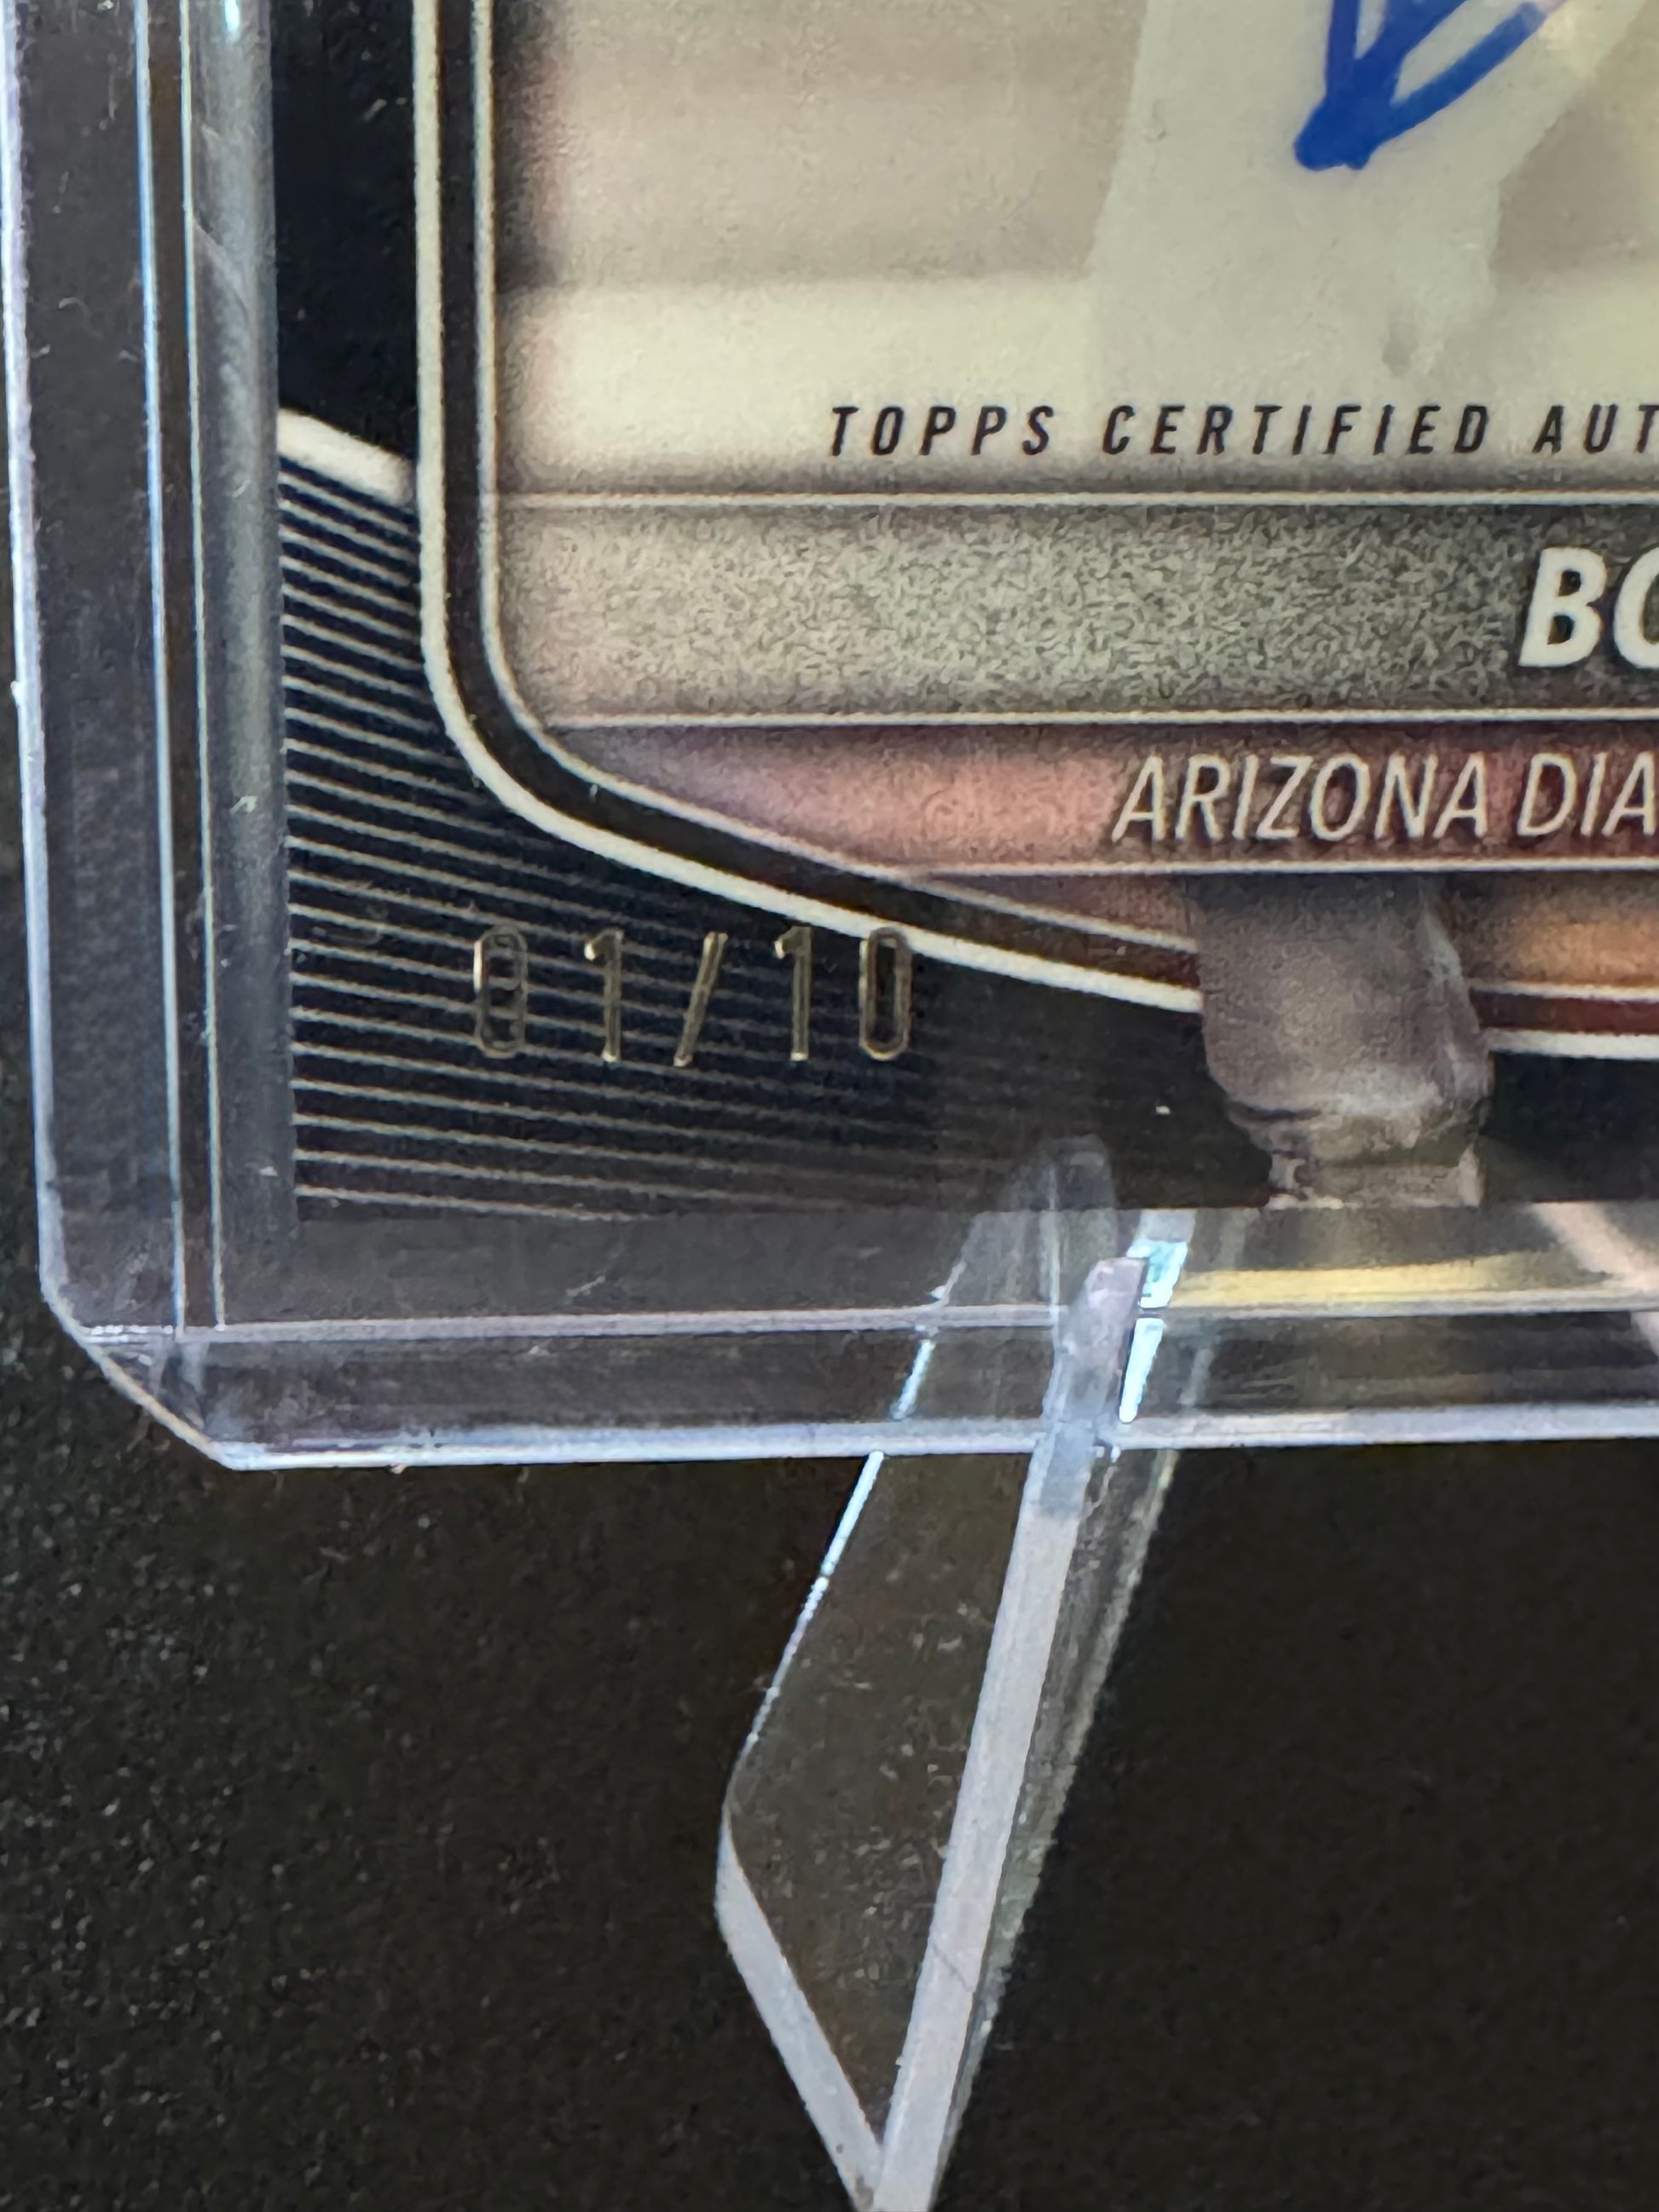 TOPPS CERTIFIED AUT
BO
ARIZONA DIA
01/10